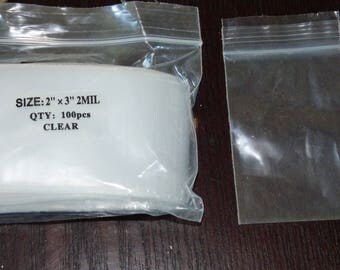 SIZE: 2" × 3" 2MIL
QTY: 100pcs
CLEAR